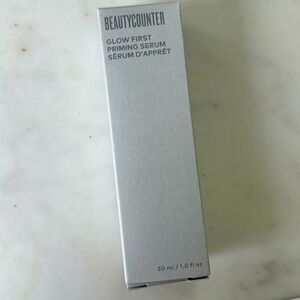 BEAUTYCOUNTER
GLOW FIRST
PRIMING SERUM
SÉRUM D'APPRÊT
30 ml / 1.0 fl oz